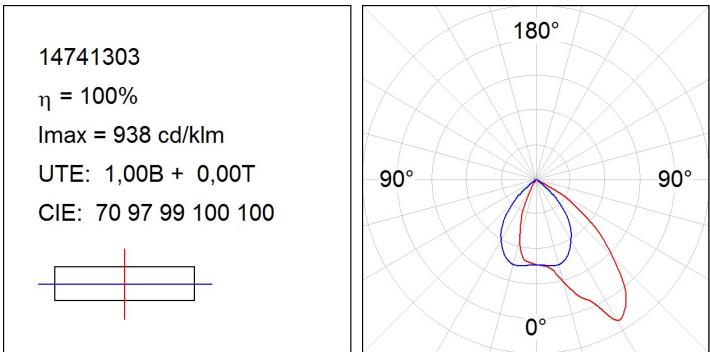 14741303
η = 100%
Imax = 938 cd/klm
UTE: 1,00B + 0,00T
CIE: 70 97 99 100 100
180°
90° 90°
0°